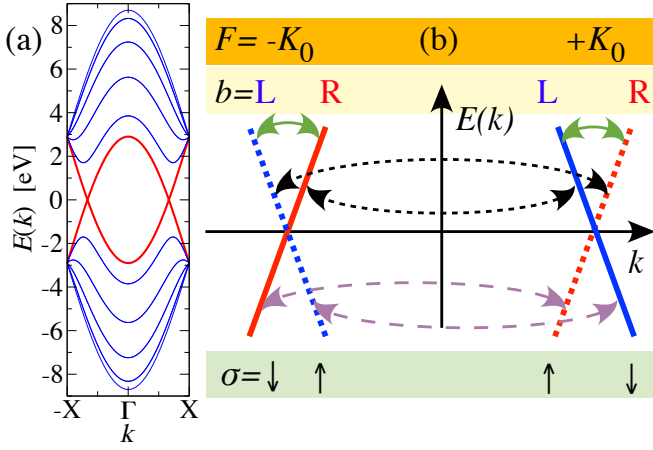 (a)
E(k) [eV]
8
6
4
2
0
-2
-4
-6
-8
-X Γ X
k
F= -K₀ (b) +K₀
b= L R L R
E(k)
k
σ= ↓ ↑ ↑ ↓